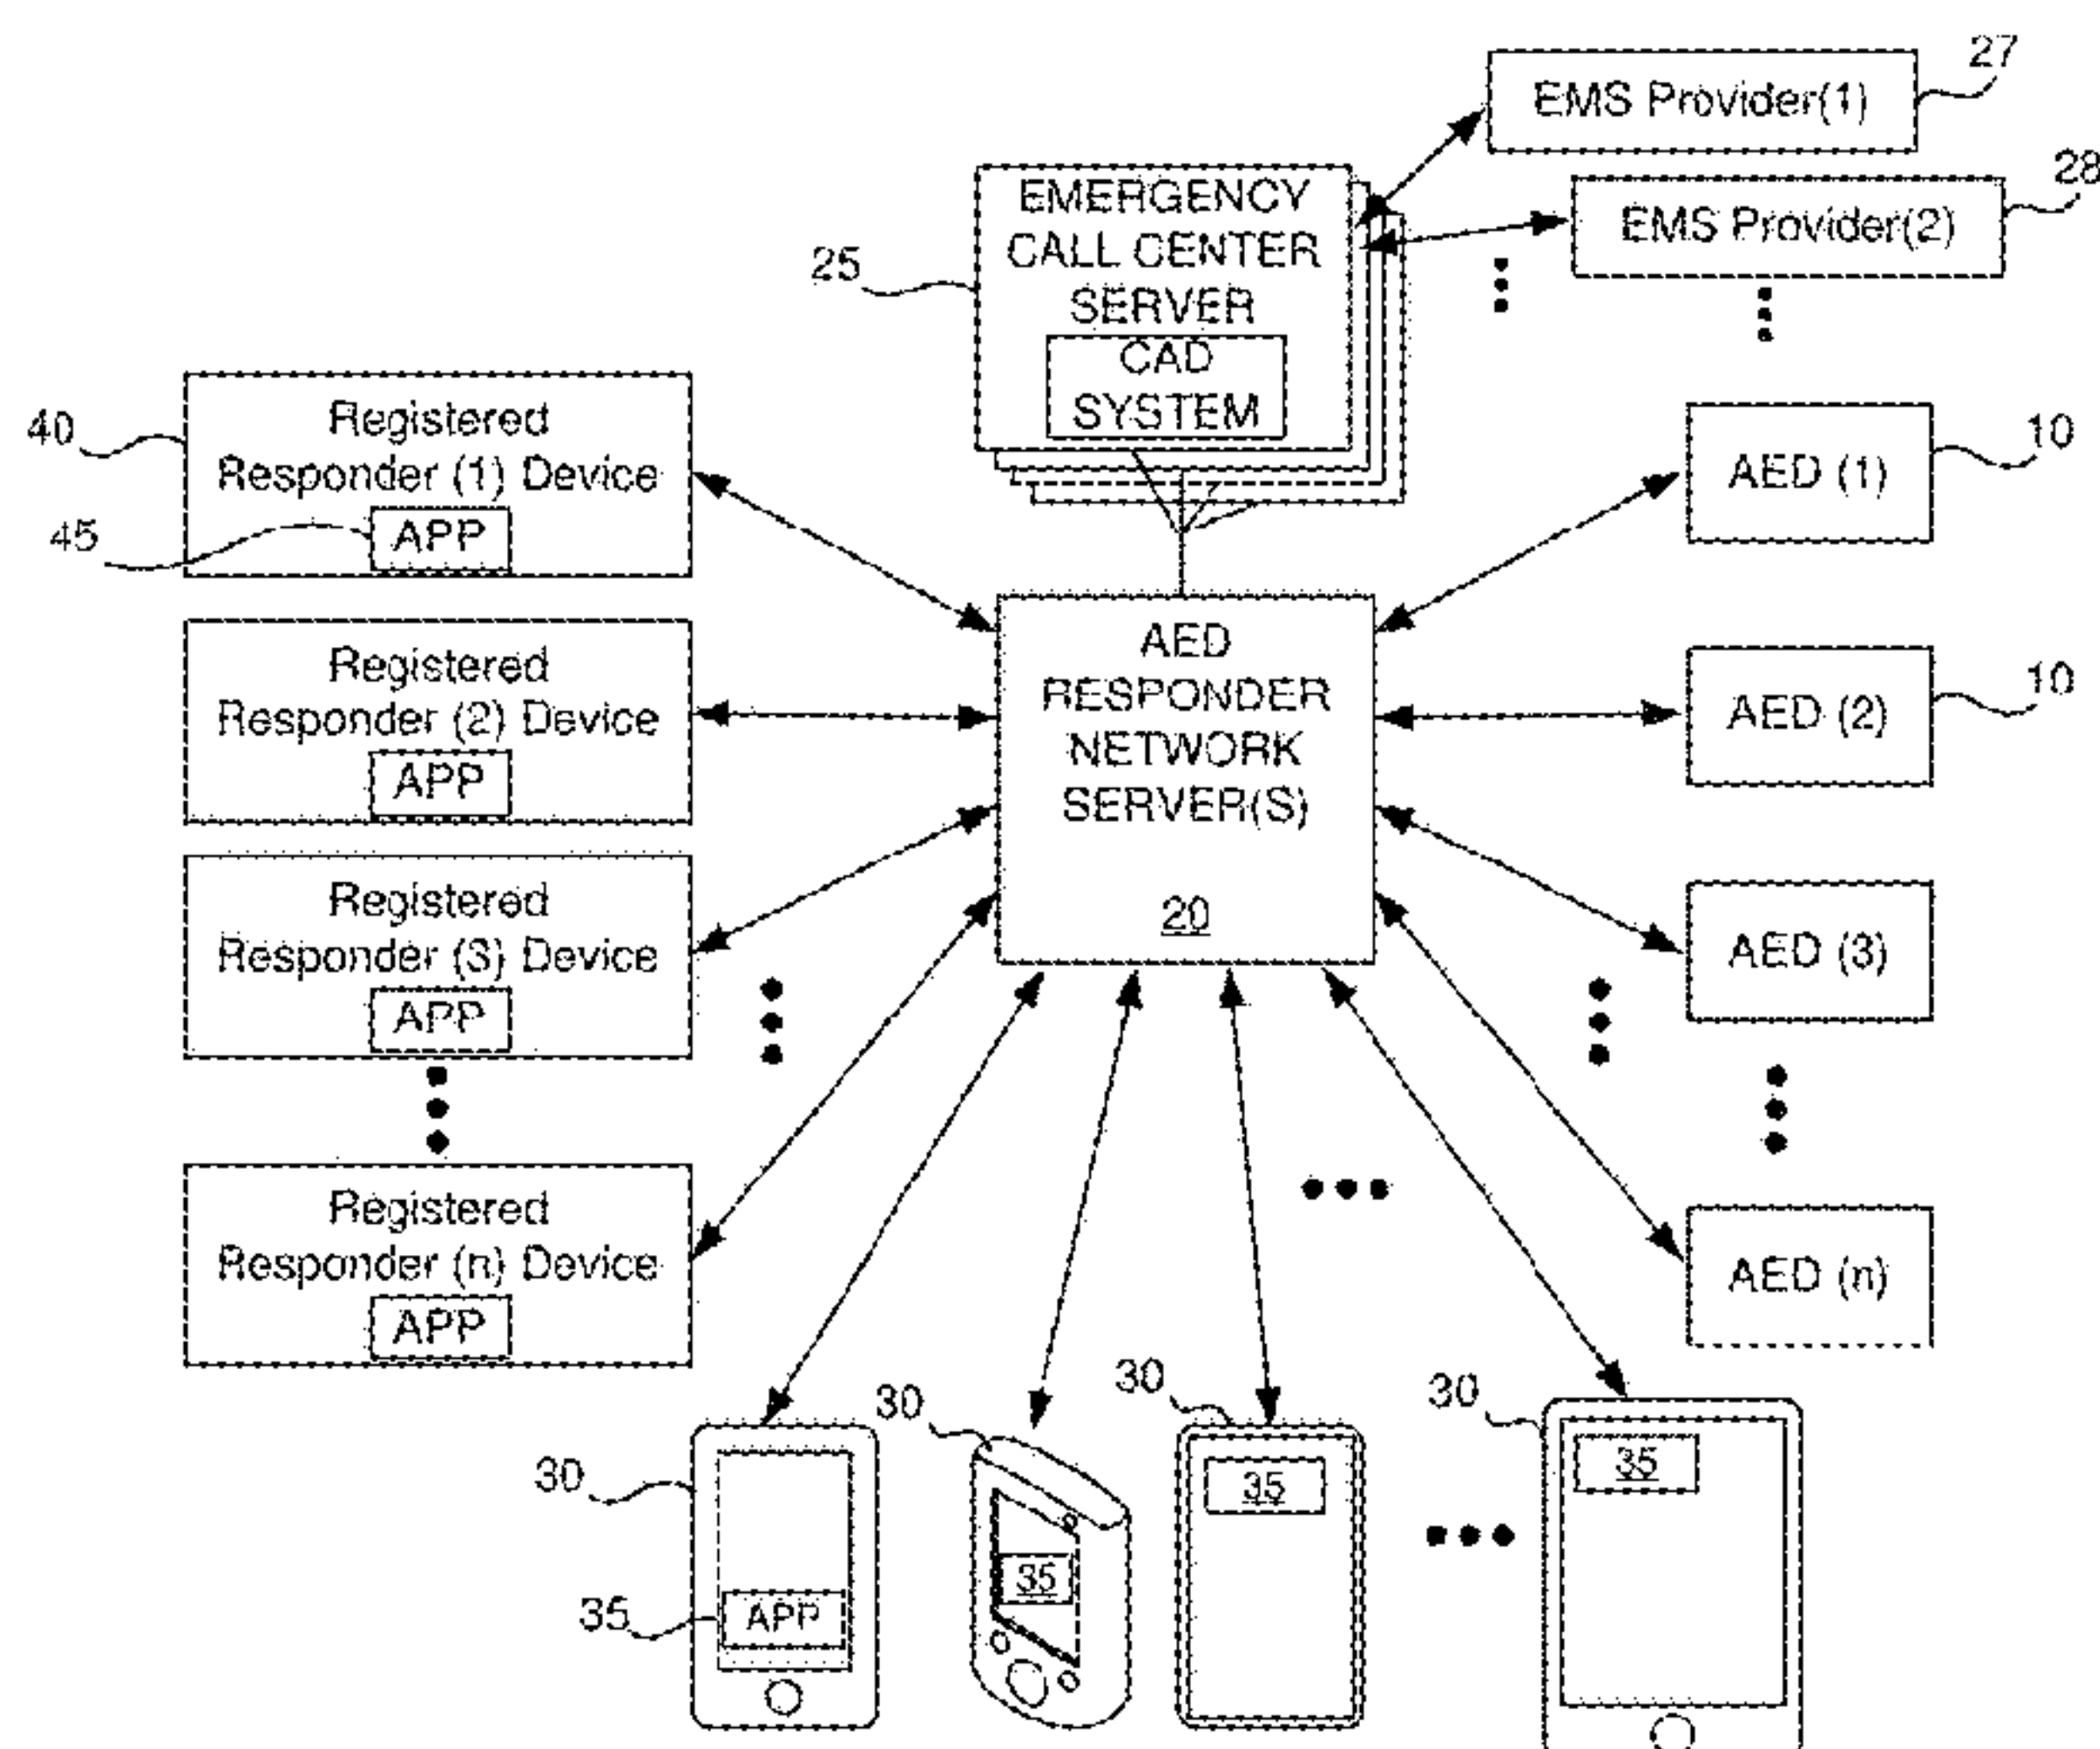 27
EMS Provider(1)
28
EMS Provider(2)
EMERGENCY
CALL CENTER
SERVER
CAD
SYSTEM
25
40
Registered
Responder (1) Device
APP
45
10
AED (1)
Registered
Responder (2) Device
APP
AED
RESPONDER
NETWORK
SERVER(S)
20
10
AED (2)
Registered
Responder (3) Device
APP
AED (3)
Registered
Responder (n) Device
APP
AED (n)
30
35
APP
30
35
30
35
30
35